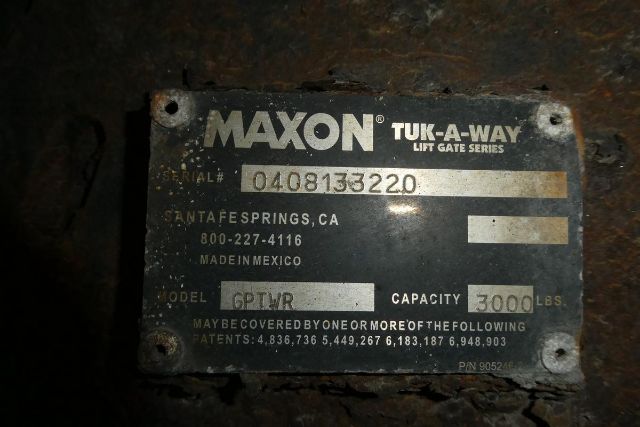 MAXON® TUK-A-WAY
LIFT GATE SERIES
SERIAL# 0408133220
SANTA FE SPRINGS, CA
800-227-4116
MADE IN MEXICO
MODEL GPTWR CAPACITY 3000 LBS.
MAY BE COVERED BY ONE OR MORE OF THE FOLLOWING
PATENTS: 4,836,736 5,449,267 6,183,187 6,948,903
P/N